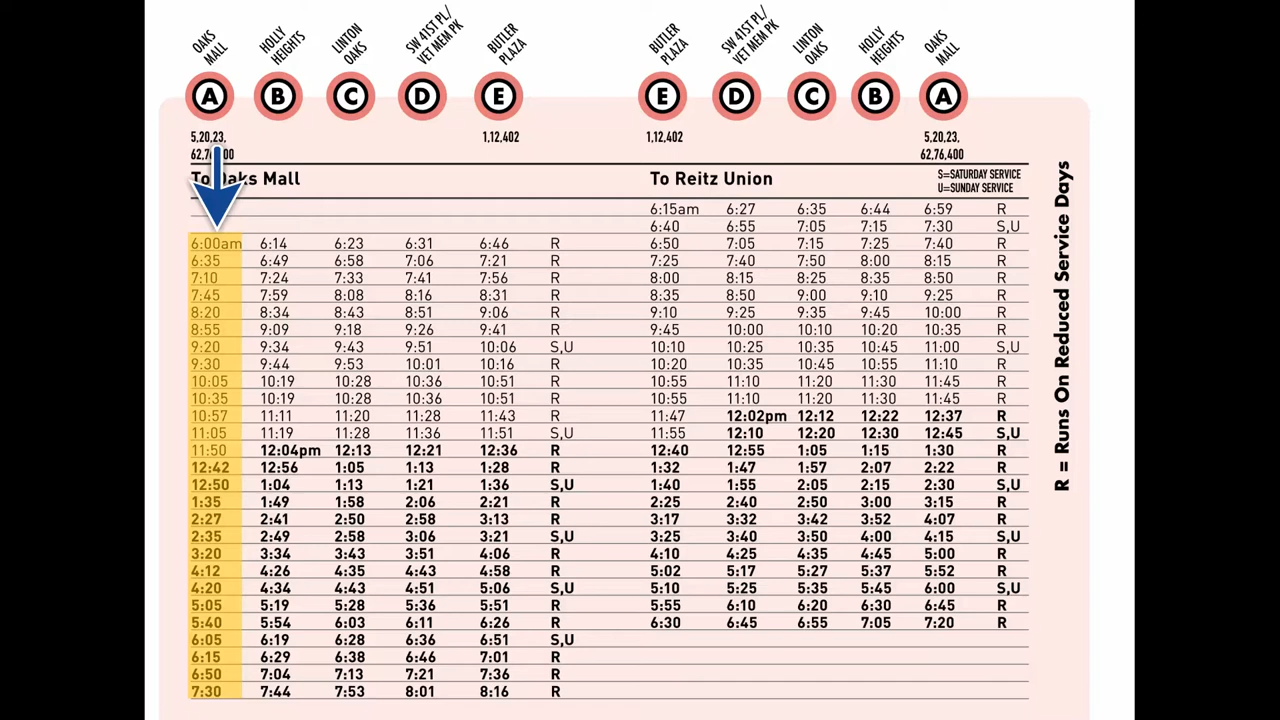 OAKS MALL HOLLY HEIGHTS LINTON OAKS SW 41ST PL/ VET MEM PK BUTLER PLAZA BUTLER PLAZA SW 41ST PL/ VET MEM PK LINTON OAKS HOLLY HEIGHTS OAKS MALL
A B C D E E D C B A
5,20,23, 1,12,402 1,12,402 5,20,23,
62,76,400 62,76,400
To Oaks Mall To Reitz Union S=SATURDAY SERVICE
U=SUNDAY SERVICE
6:15am 6:27 6:35 6:44 6:59 R
6:40 6:55 7:05 7:15 7:30 S,U
6:00am 6:14 6:23 6:31 6:46 R 6:50 7:05 7:15 7:25 7:40 R
6:35 6:49 6:58 7:06 7:21 R 7:25 7:40 7:50 8:00 8:15 R
7:10 7:24 7:33 7:41 7:56 R 8:00 8:15 8:25 8:35 8:50 R
7:45 7:59 8:08 8:16 8:31 R 8:35 8:50 9:00 9:10 9:25 R
8:20 8:34 8:43 8:51 9:06 R 9:10 9:25 9:35 9:45 10:00 R
8:55 9:09 9:18 9:26 9:41 R 9:45 10:00 10:10 10:20 10:35 R
9:20 9:34 9:43 9:51 10:06 S,U 10:10 10:25 10:35 10:45 11:00 S,U
9:30 9:44 9:53 10:01 10:16 R 10:20 10:35 10:45 10:55 11:10 R
10:05 10:19 10:28 10:36 10:51 R 10:55 11:10 11:20 11:30 11:45 R
10:35 10:19 10:28 10:36 10:51 R 10:55 11:10 11:20 11:30 11:45 R
10:57 11:11 11:20 11:28 11:43 R 11:47 12:02pm 12:12 12:22 12:37 R
11:05 11:19 11:28 11:36 11:51 S,U 11:55 12:10 12:20 12:30 12:45 S,U
11:50 12:04pm 12:13 12:21 12:36 R 12:40 12:55 1:05 1:15 1:30 R
12:42 12:56 1:05 1:13 1:28 R 1:32 1:47 1:57 2:07 2:22 R
12:50 1:04 1:13 1:21 1:36 S,U 1:40 1:55 2:05 2:15 2:30 S,U
1:35 1:49 1:58 2:06 2:21 R 2:25 2:40 2:50 3:00 3:15 R
2:27 2:41 2:50 2:58 3:13 R 3:17 3:32 3:42 3:52 4:07 R
2:35 2:49 2:58 3:06 3:21 S,U 3:25 3:40 3:50 4:00 4:15 S,U
3:20 3:34 3:43 3:51 4:06 R 4:10 4:25 4:35 4:45 5:00 R
4:12 4:26 4:35 4:43 4:58 R 5:02 5:17 5:27 5:37 5:52 R
4:20 4:34 4:43 4:51 5:06 S,U 5:10 5:25 5:35 5:45 6:00 S,U
5:05 5:19 5:28 5:36 5:51 R 5:55 6:10 6:20 6:30 6:45 R
5:40 5:54 6:03 6:11 6:26 R 6:30 6:45 6:55 7:05 7:20 R
6:05 6:19 6:28 6:36 6:51 S,U
6:15 6:29 6:38 6:46 7:01 R
6:50 7:04 7:13 7:21 7:36 R
7:30 7:44 7:53 8:01 8:16 R
R = Runs On Reduced Service Days